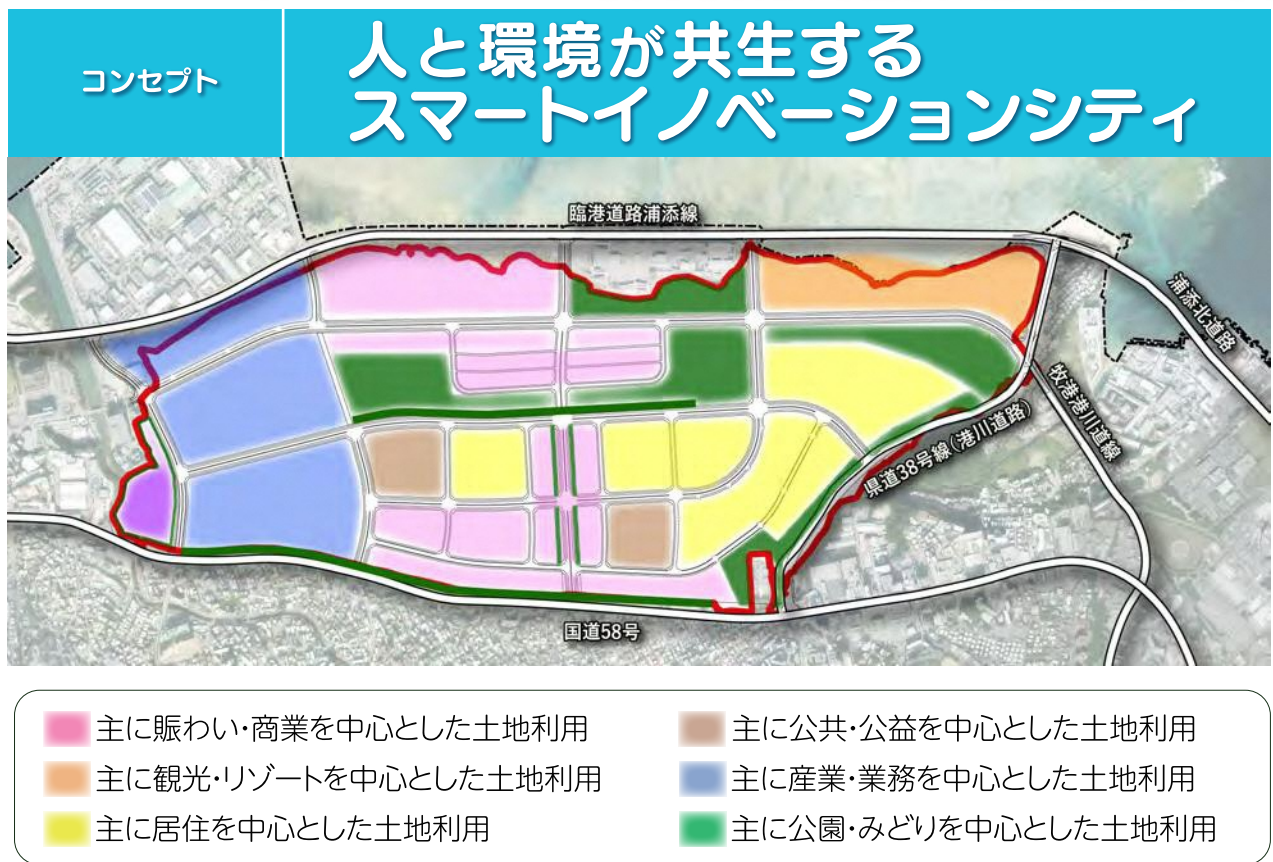 コンセプト
人と環境が共生する
スマートイノベーションシティ
臨港道路浦添線
浦添北道路
牧港港川道線
県道38号線(港川道路)
国道58号
主に賑わい・商業を中心とした土地利用
主に観光・リゾートを中心とした土地利用
主に居住を中心とした土地利用
主に公共・公益を中心とした土地利用
主に産業・業務を中心とした土地利用
主に公園・みどりを中心とした土地利用